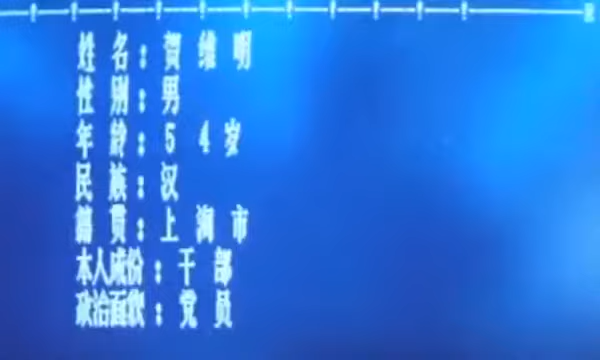 姓名：贺维明
性别：男
年龄：54岁
民族：汉
籍贯：上海市
本人成份：干部
政治面貌：党员